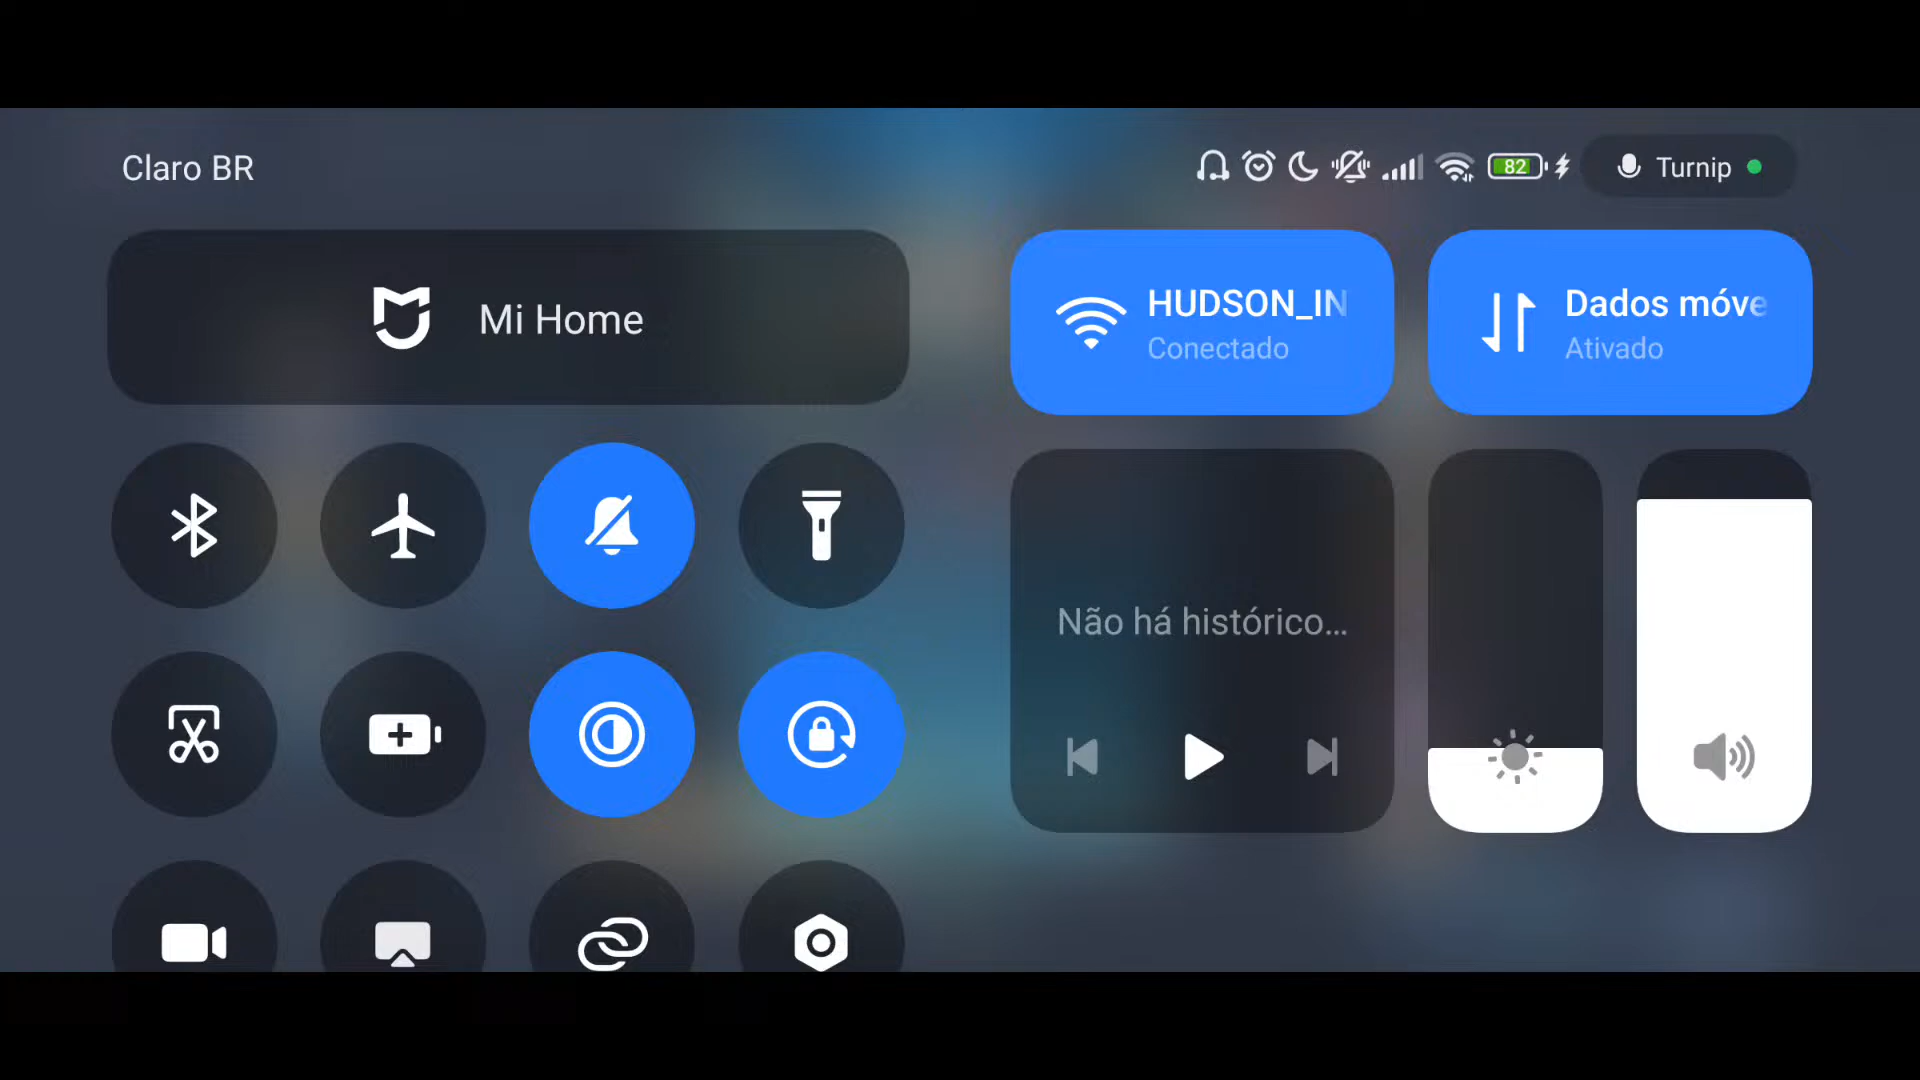 Claro BR
82
Turnip
Mi Home
HUDSON_IN
Conectado
Dados móve
Ativado
Não há histórico...